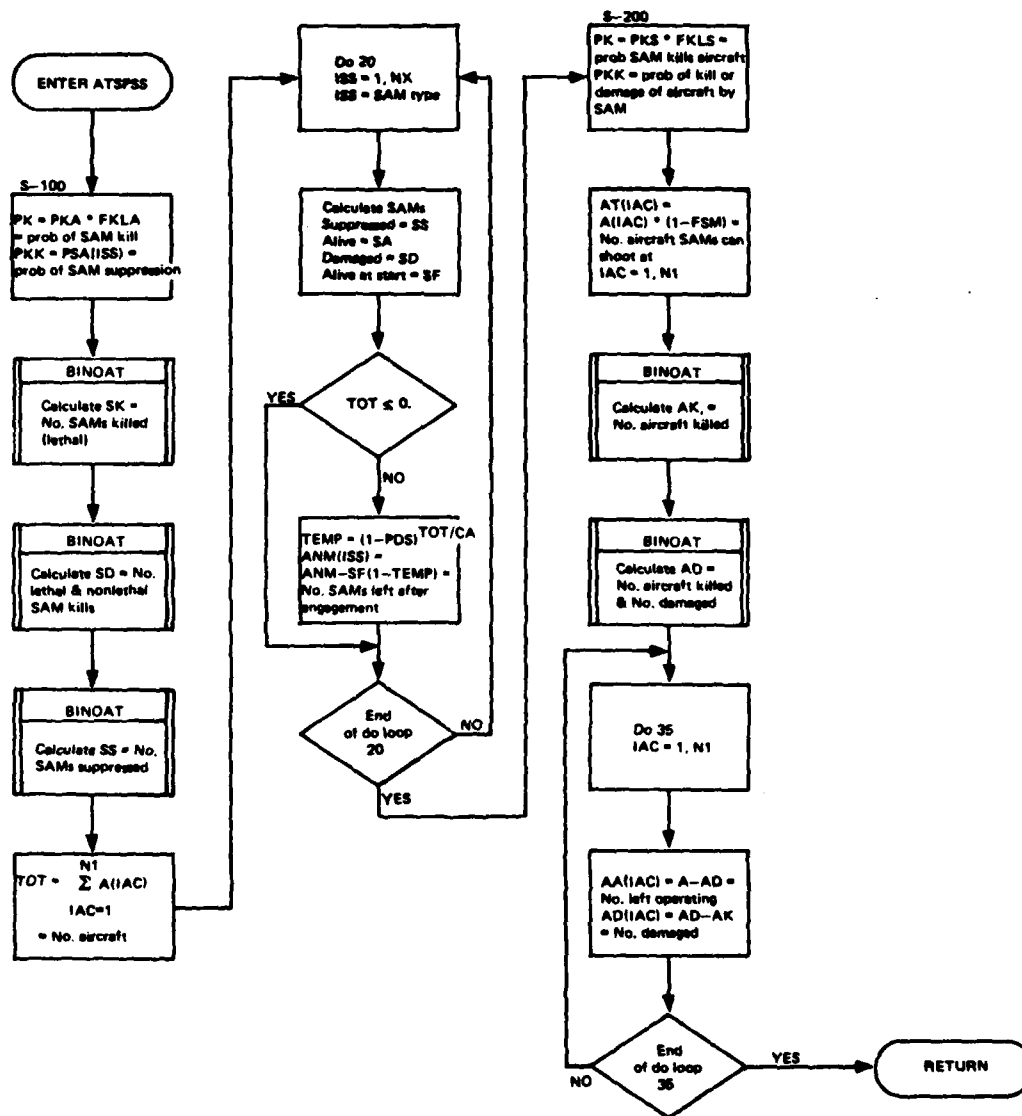 ENTER ATSPSS
S-100
PK = PKA * FKLA
= prob of SAM kill
PKK = PSA(ISS) =
prob of SAM suppression
BINOAT
Calculate SK =
No. SAMs killed
(lethal)
BINOAT
Calculate SD = No.
lethal & nonlethal
SAM kills
BINOAT
Calculate SS = No.
SAMs suppressed
N1
TOT = Σ A(IAC)
IAC=1
= No. aircraft
Do 20
ISS = 1, NX
ISS = SAM type
Calculate SAMs
Suppressed = SS
Alive = SA
Damaged = SD
Alive at start = SF
YES
TOT ≤ 0.
NO
TEMP = (1-PDS)TOT/CA
ANM(ISS) =
ANM-SF(1-TEMP) =
No. SAMs left after
engagement
End
of do loop
20
NO
YES
S-200
PK = PKS * FKLS =
prob SAM kills aircraft
PKK = prob of kill or
damage of aircraft by
SAM
AT(IAC) =
A(IAC) * (1-FSM) =
No. aircraft SAMs can
shoot at
IAC = 1, N1
BINOAT
Calculate AK, =
No. aircraft killed
BINOAT
Calculate AD =
No. aircraft killed
& No. damaged
Do 35
IAC = 1, N1
AA(IAC) = A-AD =
No. left operating
AD(IAC) = AD-AK
= No. damaged
End
of do loop
35
NO
YES
RETURN